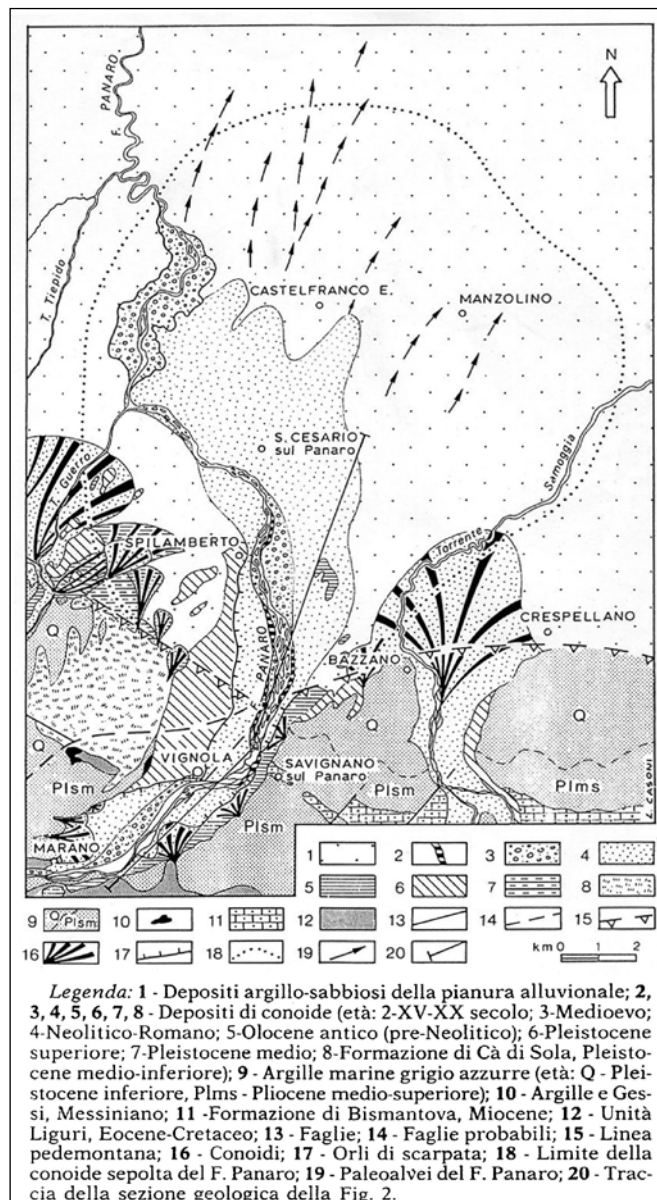 N
F. PANARO
T. Tiepido
CASTELFRANCO E.
MANZOLINO
S. CESARIO
sul Panaro
Samoggia
Guerro
SPILAMBERTO
Torrente
CRESPELLANO
Q
PANARO
BAZZANO
Q
Q
Q
VIGNOLA
SAVIGNANO
sul Panaro
Plsm
Plsm
Plms
Plsm
MARANO
L. CASONI
1 2 3 4
5 6 7 8
9 Q Plsm 10 11 12 13 14 15
16 17 18 19 20 km 0 1 2
Legenda: 1 - Depositi argillo-sabbiosi della pianura alluvionale; 2,
3, 4, 5, 6, 7, 8 - Depositi di conoide (età: 2-XV-XX secolo; 3-Medioevo;
4-Neolitico-Romano; 5-Olocene antico (pre-Neolitico); 6-Pleistocene
superiore; 7-Pleistocene medio; 8-Formazione di Cà di Sola, Pleisto-
cene medio-inferiore); 9 - Argille marine grigio azzurre (età: Q - Plei-
stocene inferiore, Plms - Pliocene medio-superiore); 10 - Argille e Ges-
si, Messiniano; 11 -Formazione di Bismantova, Miocene; 12 - Unità
Liguri, Eocene-Cretaceo; 13 - Faglie; 14 - Faglie probabili; 15 - Linea
pedemontana; 16 - Conoidi; 17 - Orli di scarpata; 18 - Limite della
conoide sepolta del F. Panaro; 19 - Paleoalvei del F. Panaro; 20 - Trac-
cia della sezione geologica della Fig. 2.